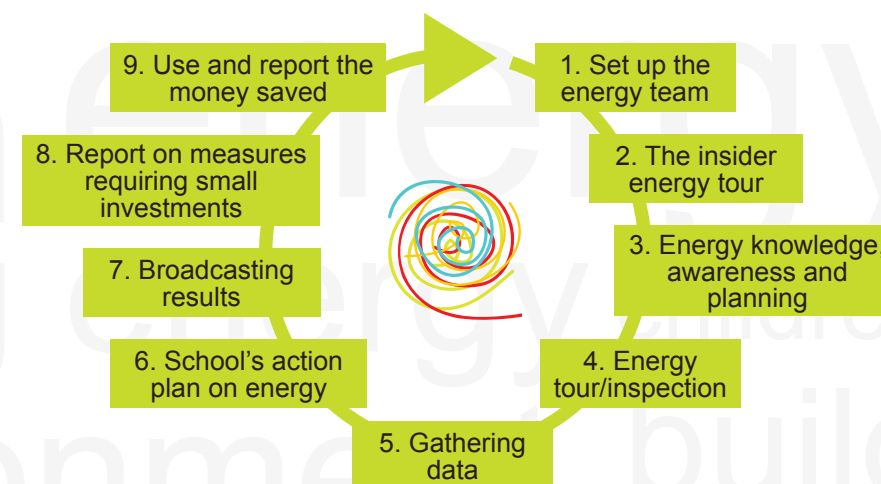 1. Set up the
energy team
2. The insider
energy tour
3. Energy knowledge,
awareness and
planning
4. Energy
tour/inspection
5. Gathering
data
6. School’s action
plan on energy
7. Broadcasting
results
8. Report on measures
requiring small
investments
9. Use and report the
money saved
energy
energy